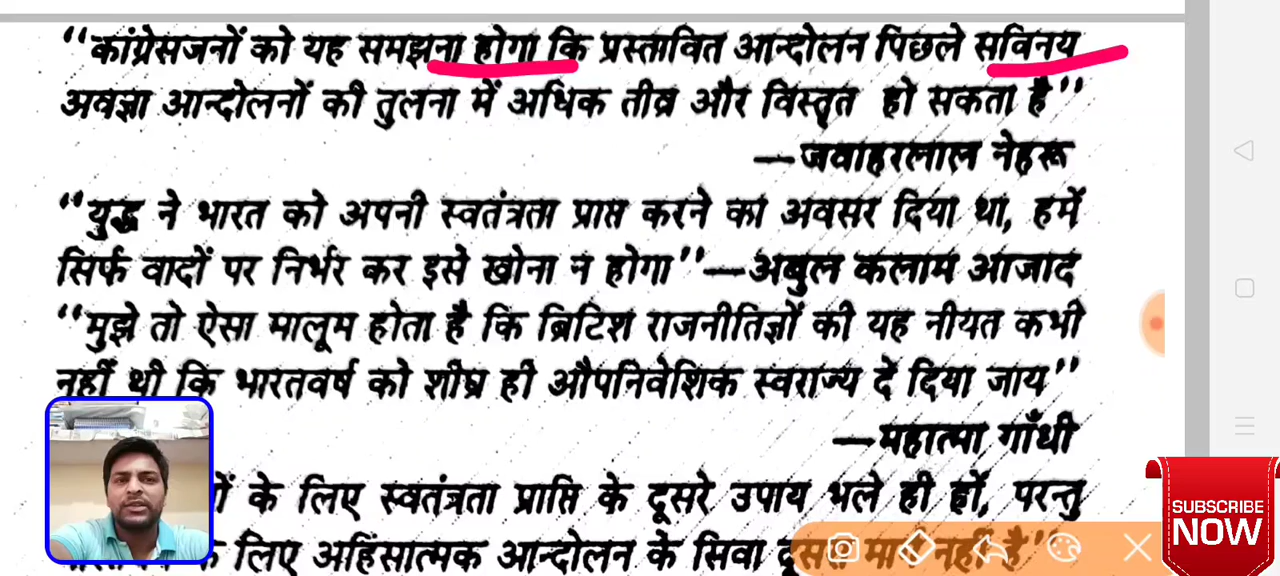 “कांग्रेसजनों को यह समझना होगा कि प्रस्तावित आन्दोलन पिछले सविनय
अवज्ञा आन्दोलनों की तुलना में अधिक तीव्र और विस्तृत हो सकता है”
—जवाहरलाल नेहरू
“युद्ध ने भारत को अपनी स्वतंत्रता प्राप्त करने का अवसर दिया था, हमें
सिर्फ वादों पर निर्भर कर इसे खोना न होगा”—अबुल कलाम आजाद
“मुझे तो ऐसा मालूम होता है कि ब्रिटिश राजनीतिज्ञों की यह नीयत कभी
नहीं थी कि भारतवर्ष को शीघ्र ही औपनिवेशिक स्वराज्य दे दिया जाय”
—महात्मा गाँधी
के लिए स्वतंत्रता प्राप्ति के दूसरे उपाय भले ही हों, परन्तु
के लिए अहिंसात्मक आन्दोलन के सिवा नहीं है”
SUBSCRIBE
NOW